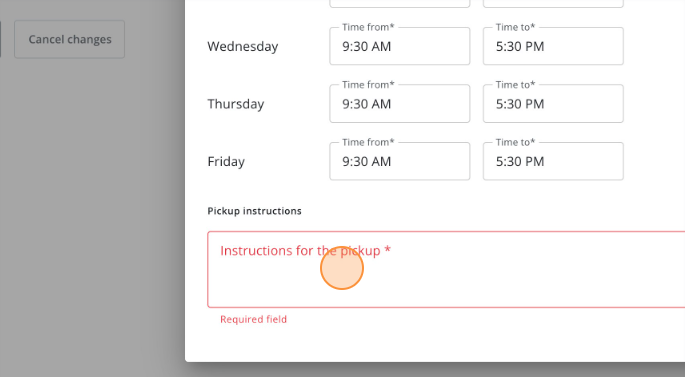 Cancel changes
Time from* Time to*
Wednesday 9:30 AM 5:30 PM
Time from* Time to*
Thursday 9:30 AM 5:30 PM
Time from* Time to*
Friday 9:30 AM 5:30 PM
Pickup instructions
Instructions for the pickup *
Required field